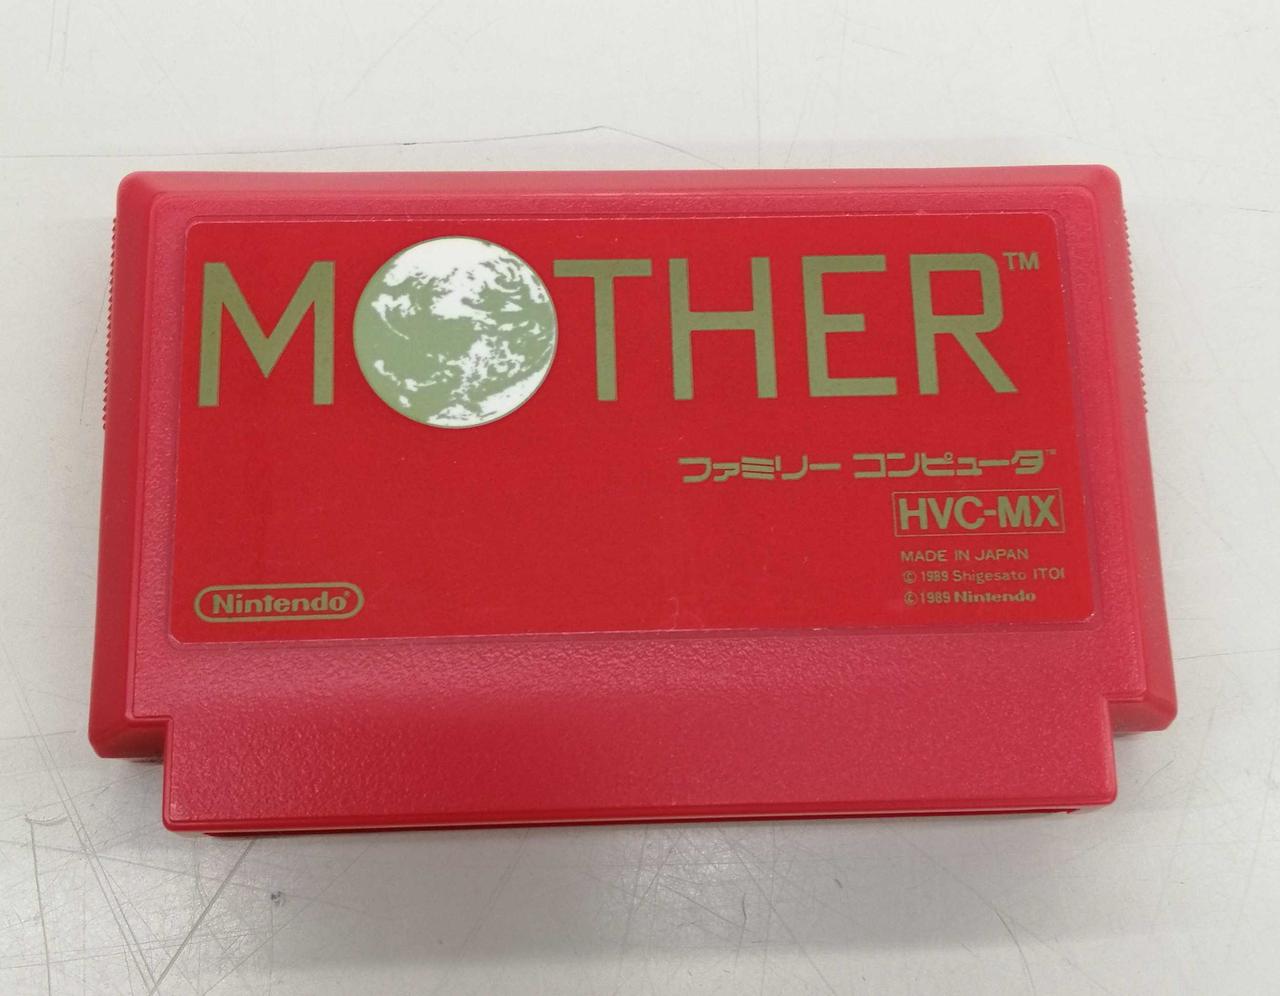 MOTHER™
ファミリー コンピュータ™
HVC-MX
MADE IN JAPAN
© 1989 Shigesato ITOI
© 1989 Nintendo
Nintendo®